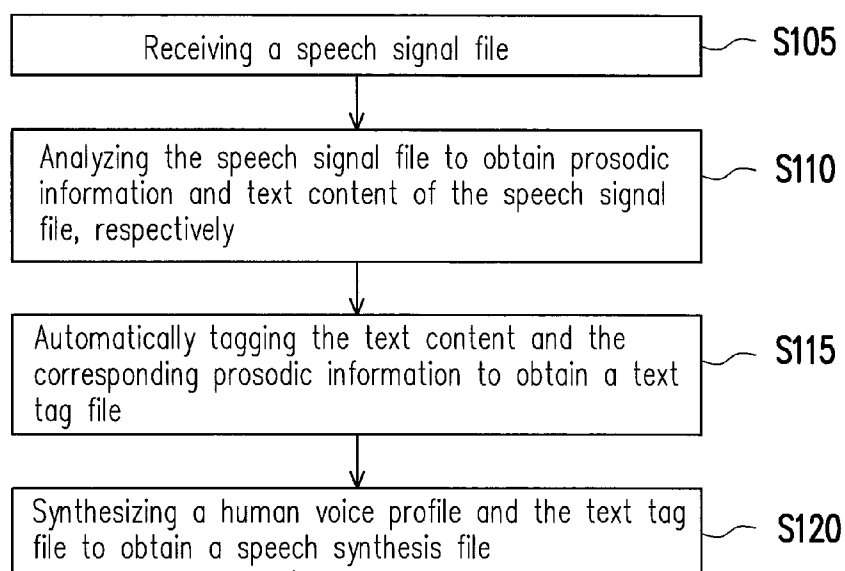 Receiving a speech signal file
S105
Analyzing the speech signal file to obtain prosodic
information and text content of the speech signal
file, respectively
S110
Automatically tagging the text content and the
corresponding prosodic information to obtain a text
tag file
S115
Synthesizing a human voice profile and the text tag
file to obtain a speech synthesis file
S120